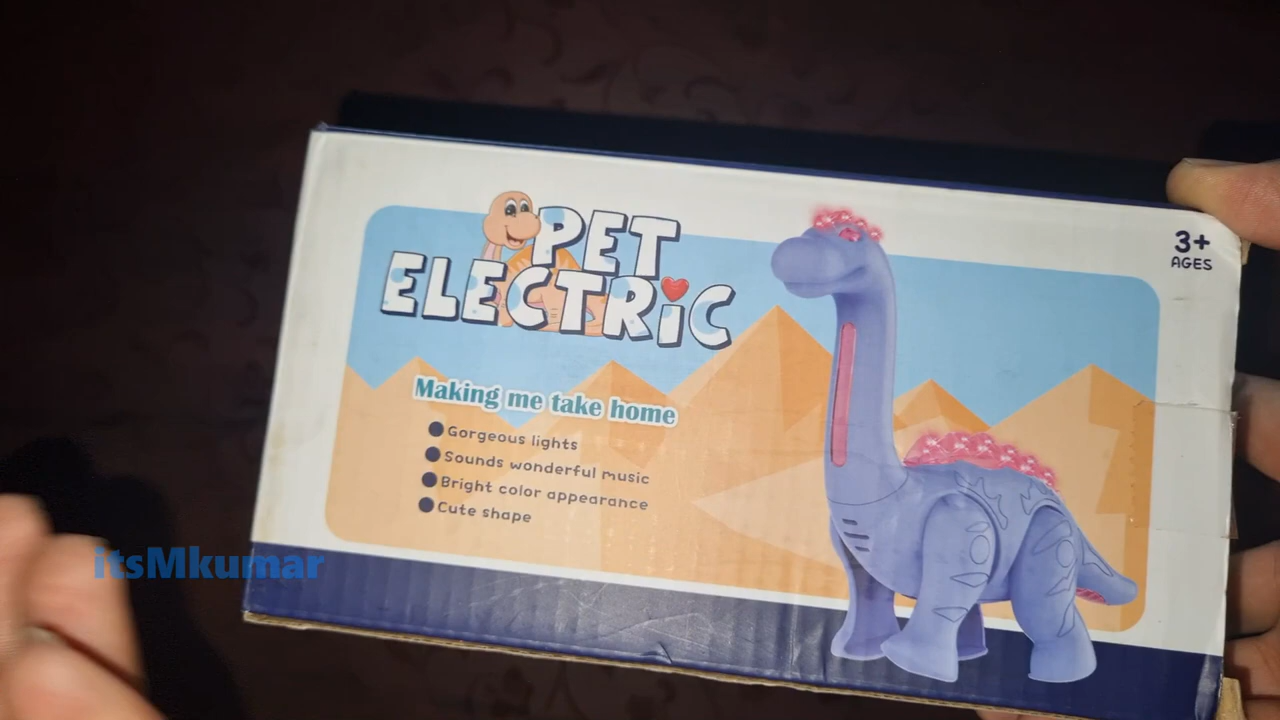 PET
ELECTRiC
3+
AGES
Making me take home
Gorgeous lights
Sounds wonderful music
Bright color appearance
Cute shape
itsMkumar